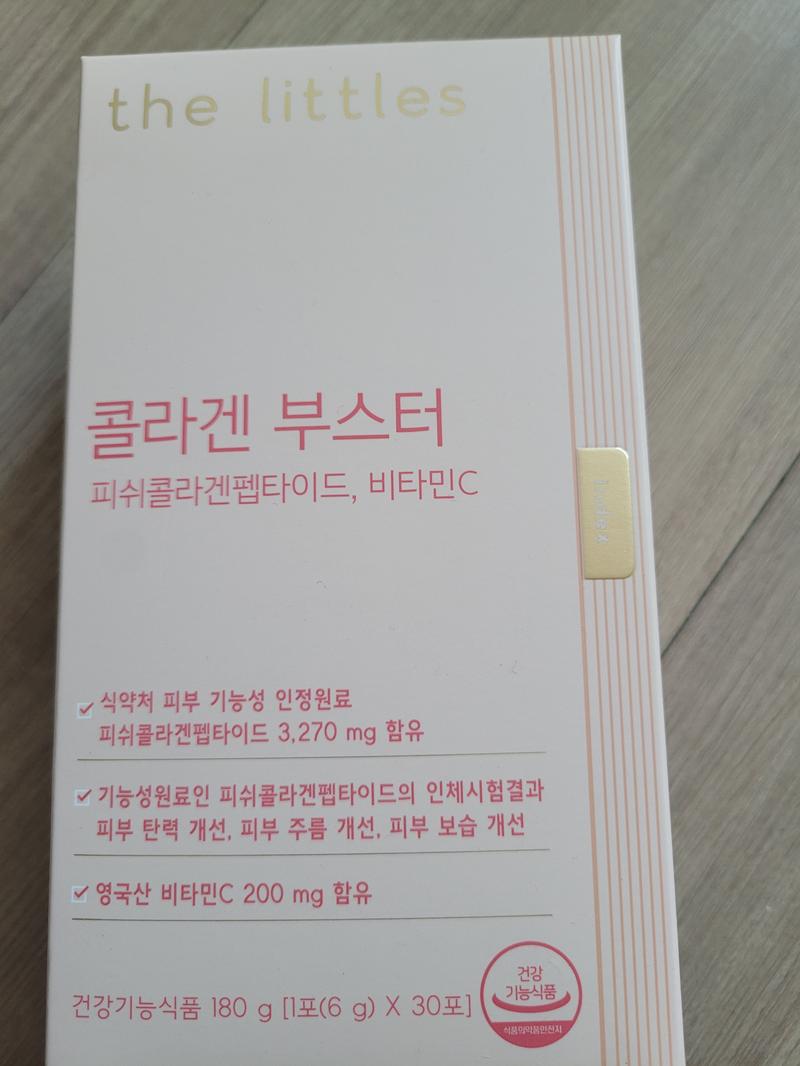 the littles
콜라겐 부스터
피쉬콜라겐펩타이드, 비타민C
index
식약처 피부 기능성 인정원료
피쉬콜라겐펩타이드 3,270 mg 함유
기능성원료인 피쉬콜라겐펩타이드의 인체시험결과
피부 탄력 개선, 피부 주름 개선, 피부 보습 개선
영국산 비타민C 200 mg 함유
건강기능식품 180 g [1포(6 g) X 30포]
건강
기능식품
식품의약품안전처